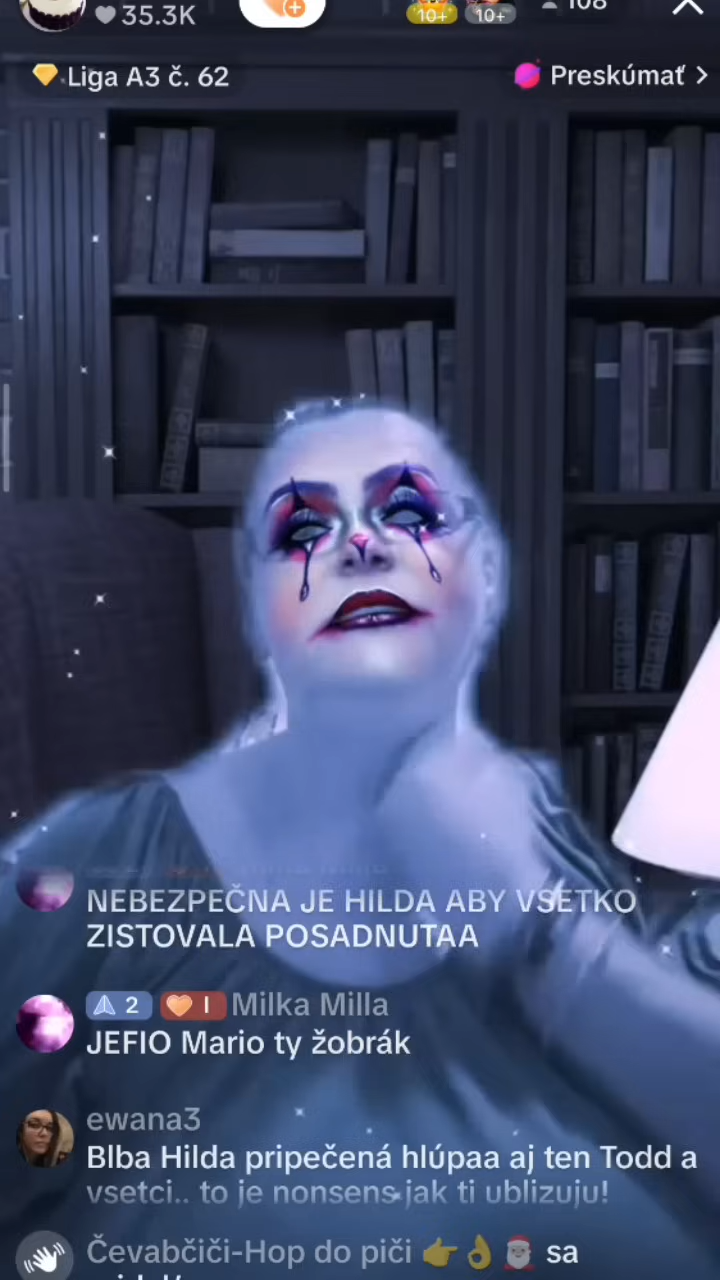 35.3K
10+ 10+
108
Liga A3 č. 62
Preskúmať >
NEBEZPEČNA JE HILDA ABY VSETKO
ZISTOVALA POSADNUTAA
2 I Milka Milla
JEFIO Mario ty žobrák
ewana3
Blba Hilda pripečená hlúpaa aj ten Todd a
vsetci.. to je nonsens jak ti ublizuju!
Čevabčiči-Hop do piči 👉👌🎅 sa